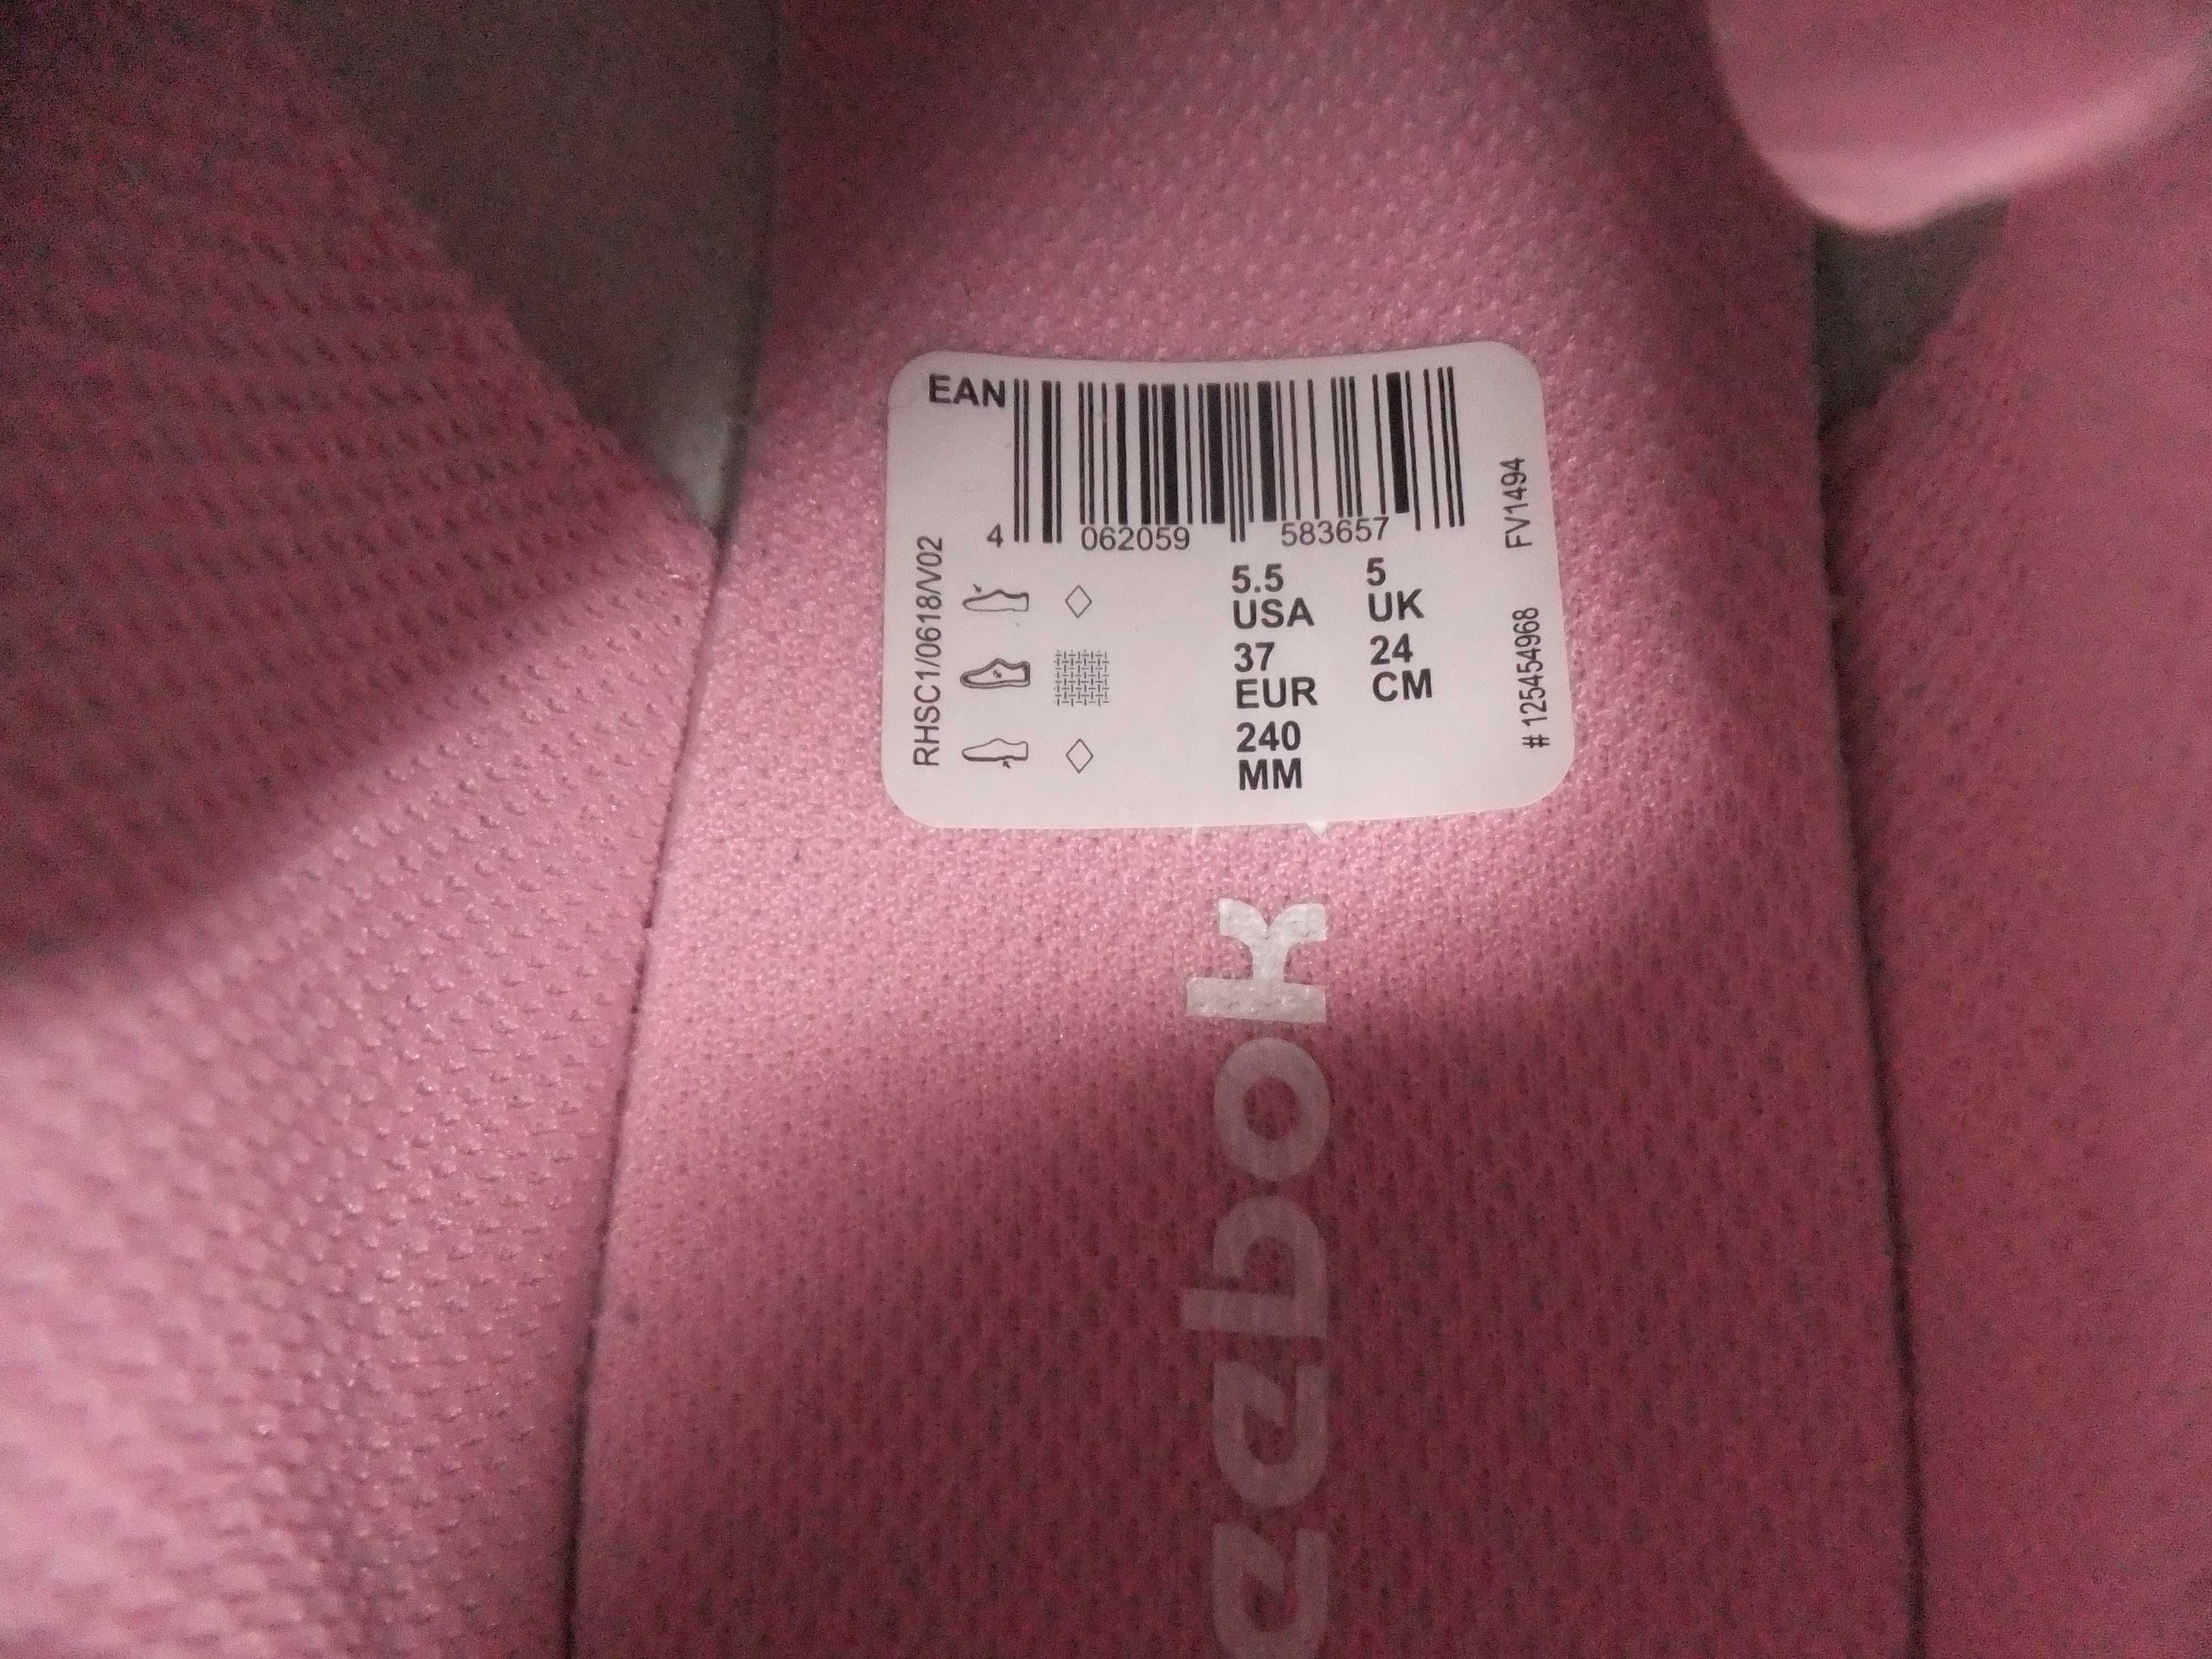 EAN
4 062059 583657
5.5 USA
5 UK
37 EUR
24 CM
240 MM
RHSC1/0618/V02
FV1494
# 125454968
eebok